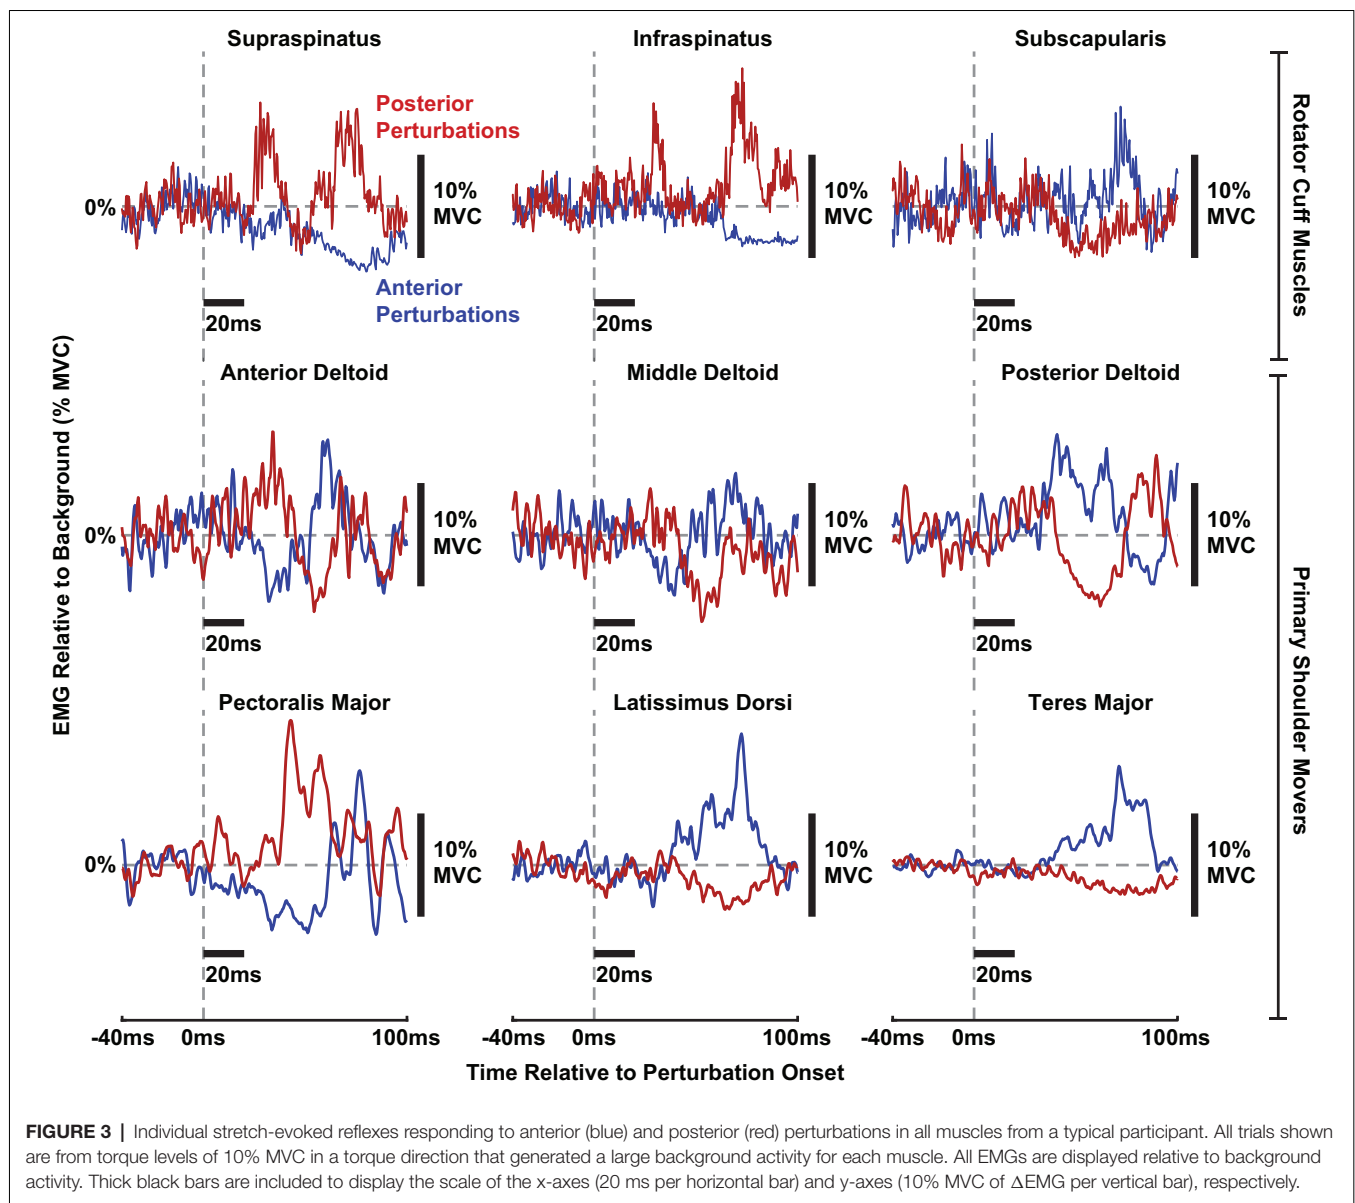 Supraspinatus
Infraspinatus
Subscapularis
Posterior
Perturbations
0%
10%
MVC
10%
MVC
10%
MVC
Anterior
Perturbations
20ms
20ms
20ms
Rotator Cuff Muscles
EMG Relative to Background (% MVC)
Anterior Deltoid
Middle Deltoid
Posterior Deltoid
0%
10%
MVC
10%
MVC
10%
MVC
20ms
20ms
20ms
Primary Shoulder Movers
Pectoralis Major
Latissimus Dorsi
Teres Major
0%
10%
MVC
10%
MVC
10%
MVC
20ms
20ms
20ms
-40ms 0ms 100ms
-40ms 0ms 100ms
-40ms 0ms 100ms
Time Relative to Perturbation Onset
FIGURE 3 | Individual stretch-evoked reflexes responding to anterior (blue) and posterior (red) perturbations in all muscles from a typical participant. All trials shown
are from torque levels of 10% MVC in a torque direction that generated a large background activity for each muscle. All EMGs are displayed relative to background
activity. Thick black bars are included to display the scale of the x-axes (20 ms per horizontal bar) and y-axes (10% MVC of ΔEMG per vertical bar), respectively.